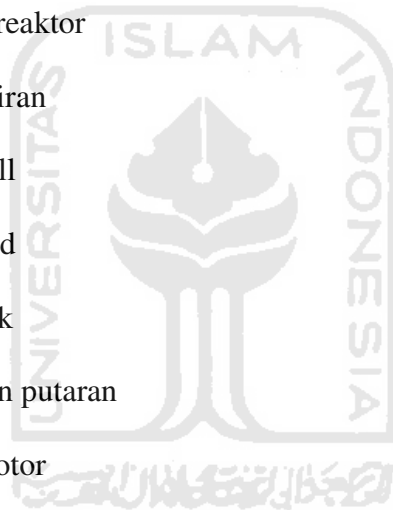 reaktor
iran
ll
d
k
n putaran
otor
UNIVERSITAS ISLAM INDONESIA